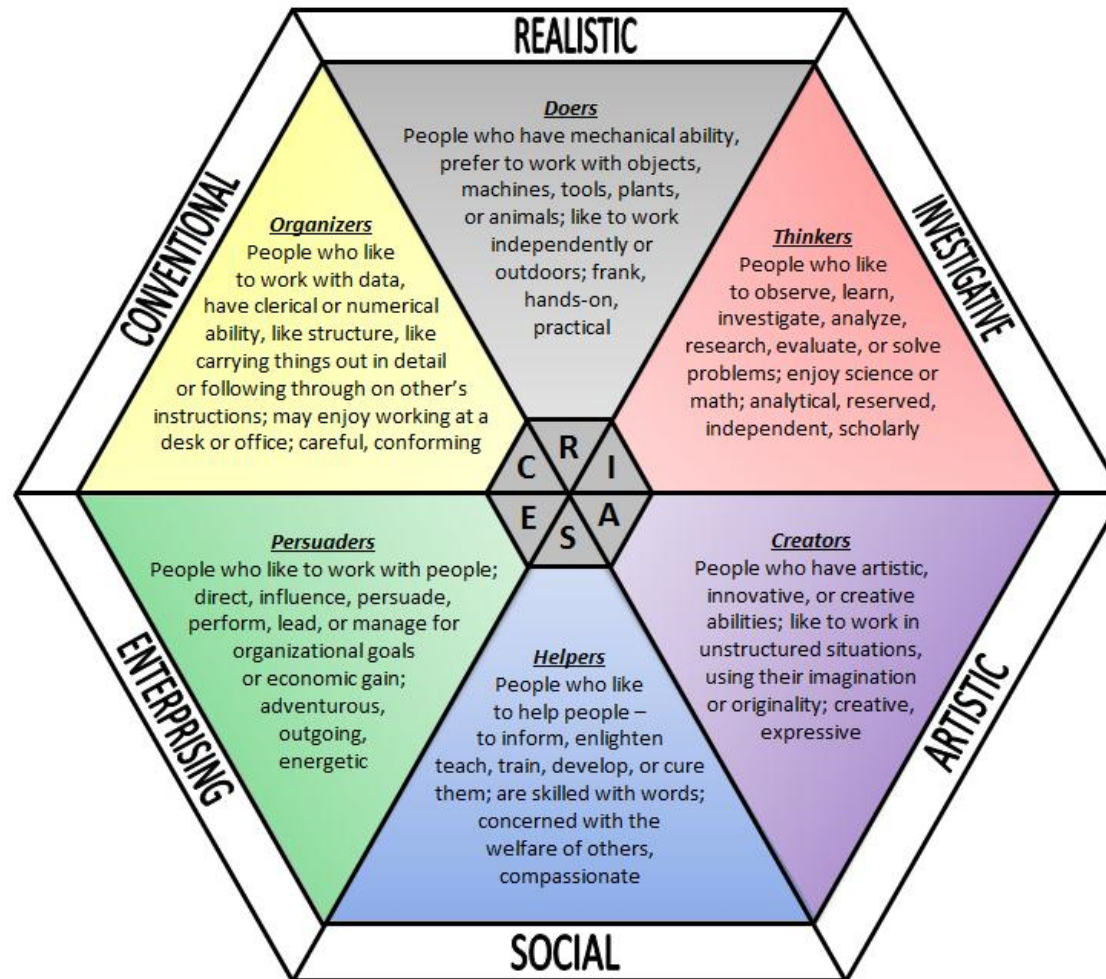 REALISTIC
Doers
People who have mechanical ability,
prefer to work with objects,
machines, tools, plants,
or animals; like to work
independently or
outdoors; frank,
hands-on,
practical
INVESTIGATIVE
Thinkers
People who like
to observe, learn,
investigate, analyze,
research, evaluate, or solve
problems; enjoy science or
math; analytical, reserved,
independent, scholarly
ARTISTIC
Creators
People who have artistic,
innovative, or creative
abilities; like to work in
unstructured situations,
using their imagination
or originality; creative,
expressive
SOCIAL
Helpers
People who like
to help people –
to inform, enlighten
teach, train, develop, or cure
them; are skilled with words;
concerned with the
welfare of others,
compassionate
ENTERPRISING
Persuaders
People who like to work with people;
direct, influence, persuade,
perform, lead, or manage for
organizational goals
or economic gain;
adventurous,
outgoing,
energetic
CONVENTIONAL
Organizers
People who like
to work with data,
have clerical or numerical
ability, like structure, like
carrying things out in detail
or following through on other’s
instructions; may enjoy working at a
desk or office; careful, conforming
R
I
A
S
E
C